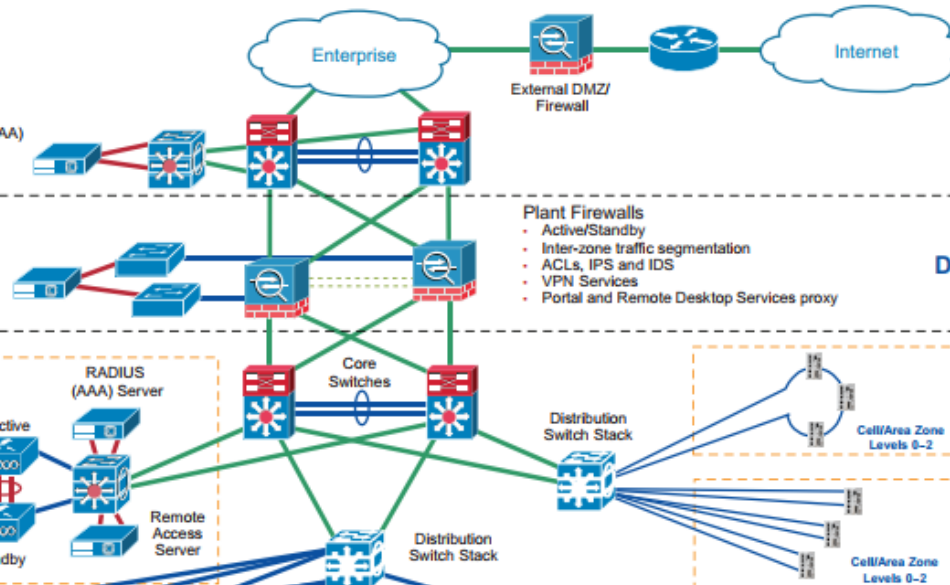 Enterprise
Internet
External DMZ/
Firewall
AA)
Plant Firewalls
• Active/Standby
• Inter-zone traffic segmentation
• ACLs, IPS and IDS
• VPN Services
• Portal and Remote Desktop Services proxy
D
Core
Switches
RADIUS
(AAA) Server
ctive
Distribution
Switch Stack
Cell/Area Zone
Levels 0–2
Remote
Access
Server
ndby
Distribution
Switch Stack
Cell/Area Zone
Levels 0–2